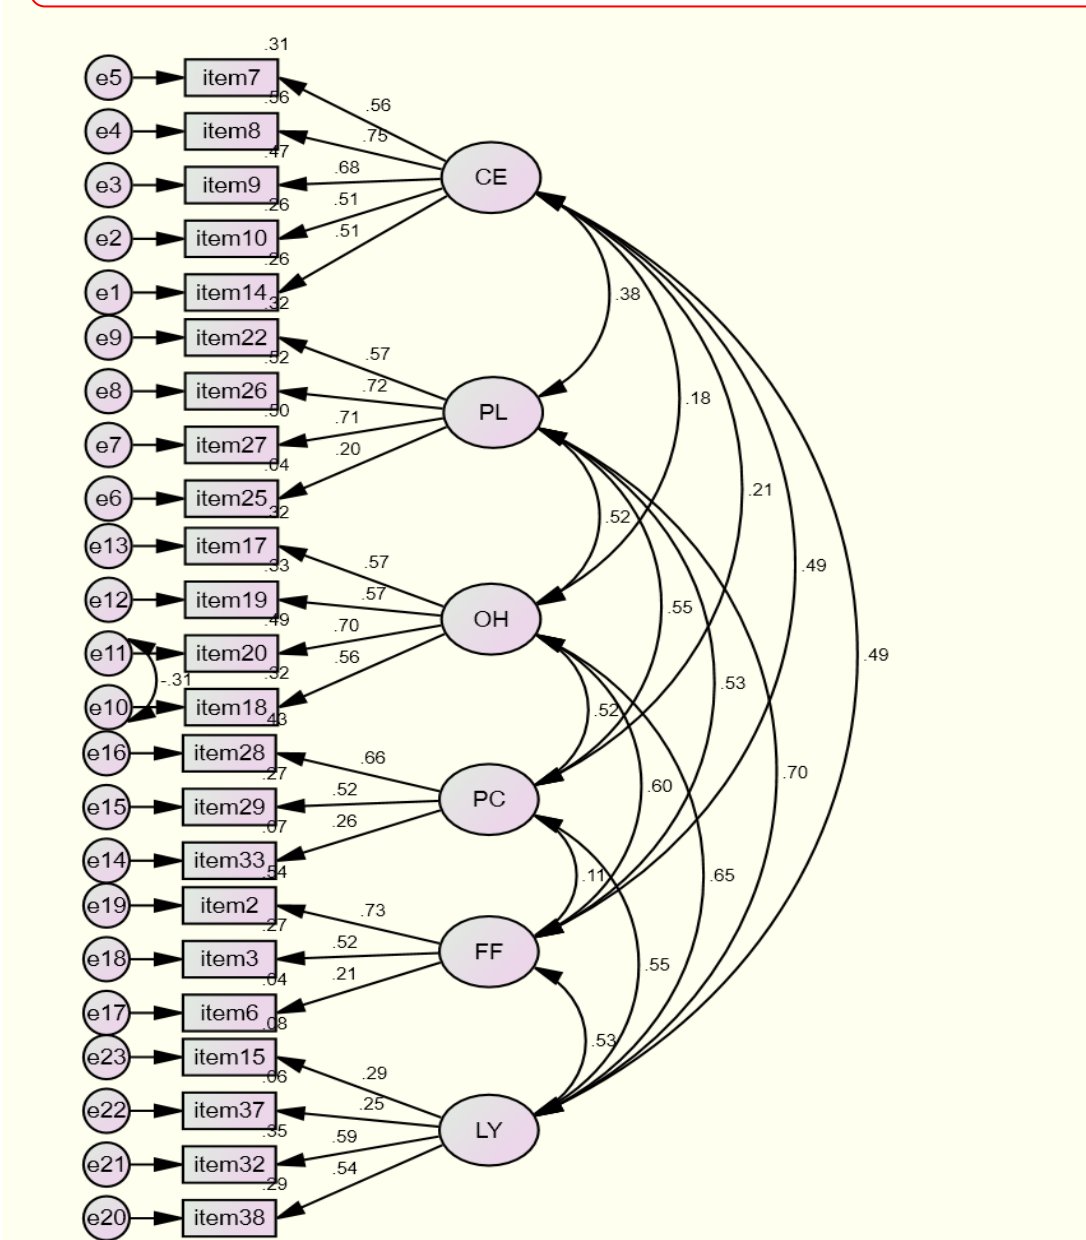 .31
e5 item7 .56
.56
e4 item8 .75
.47
e3 item9 .68
CE
.26
e2 item10 .51
.26
e1 item14 .51
.38
.32
e9 item22 .57
.52
e8 item26 .72
.50
PL
.18
e7 item27 .71
.04
e6 item25 .20
.21
.32
.52
e13 item17 .57
.33
.49
e12 item19 .57
.55
.49
OH
e11 item20 .70
.49
.32
-.31
.53
e10 item18 .56
.52
.43
e16 item28 .66
.27
.70
.60
e15 item29 .52
PC
.07
e14 item33 .26
.54
.11
.65
e19 item2 .73
.27
e18 item3 .52
FF
.55
.04
e17 item6 .21
.08
.53
e23 item15 .29
.06
e22 item37 .25
.35
LY
e21 item32 .59
.29
e20 item38 .54